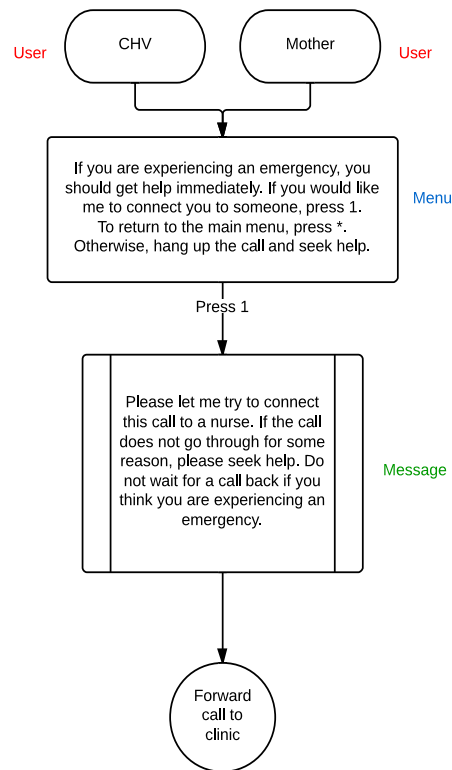 User
CHV
Mother
User
If you are experiencing an emergency, you
should get help immediately. If you would like
me to connect you to someone, press 1.
To return to the main menu, press *.
Otherwise, hang up the call and seek help.
Menu
Press 1
Please let me try to connect
this call to a nurse. If the call
does not go through for some
reason, please seek help. Do
not wait for a call back if you
think you are experiencing an
emergency.
Message
Forward
call to
clinic